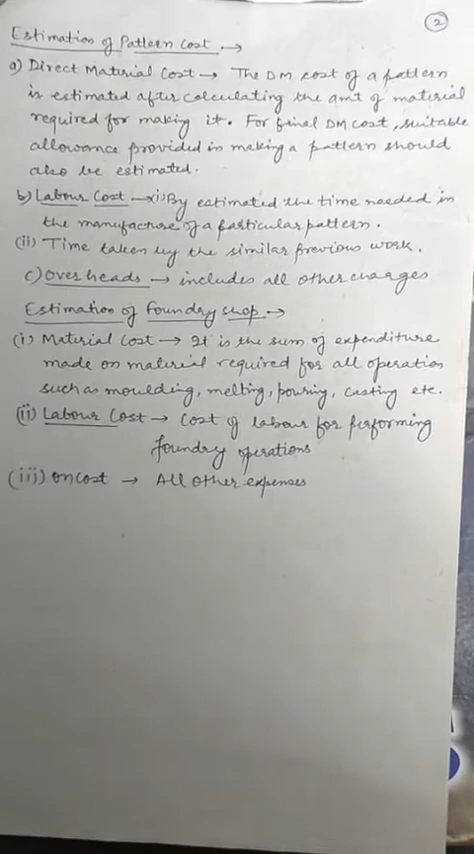 2
Estimation of Pattern Cost →
a) Direct Material Cost → The DM cost of a pattern
is estimated after calculating the amt of material
required for making it. For final DM cost, suitable
allowance provided in making a pattern should
also be estimated.
b) Labour Cost → (i) By estimated the time needed in
the manufacture of a particular pattern.
(ii) Time taken by the similar previous work.
c) Over heads → includes all other charges
Estimation of Foundry shop →
(i) Material Cost → It is the sum of expenditure
made on material required for all operation
such as moulding, melting, pouring, casting etc.
(ii) Labour Cost → Cost of labour for performing
foundry operations
(iii) on cost → All other expenses